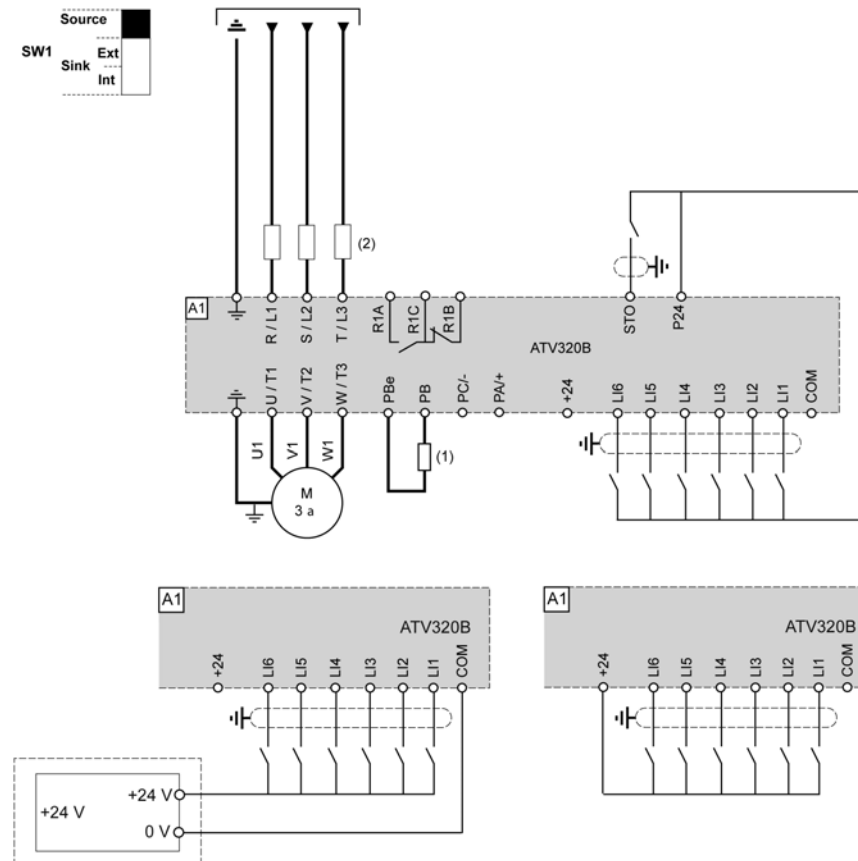 Source
SW1
Ext
Sink
Int
(2)
A1
R / L1
S / L2
T / L3
R1A
R1C
R1B
STO
P24
ATV320B
U / T1
V / T2
W / T3
PBe
PB
PC/-
PA/+
+24
LI6
LI5
LI4
LI3
LI2
LI1
COM
U1
V1
W1
(1)
M
3 a
A1
ATV320B
+24
LI6
LI5
LI4
LI3
LI2
LI1
COM
+24 V
+24 V
0 V
A1
ATV320B
+24
LI6
LI5
LI4
LI3
LI2
LI1
COM